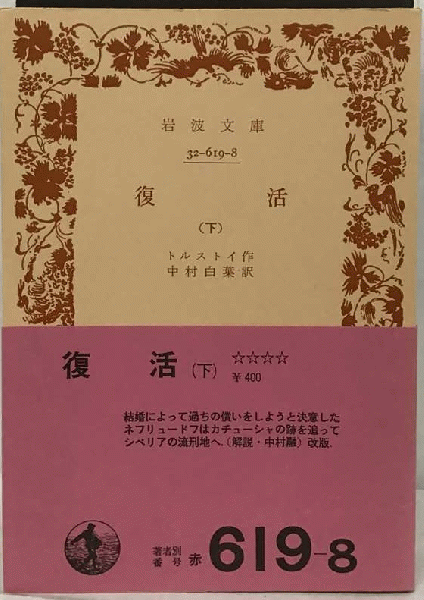 岩波文庫
32-619-8
復 活
(下)
トルストイ作
中村白葉訳
復 活 (下) ☆☆☆☆
¥400
結婚によって過ちの償いをしようと決意した
ネフリュードフはカチューシャの跡を追って
シベリアの流刑地へ.(解説・中村融) 改版.
著者別
番号 赤 619-8